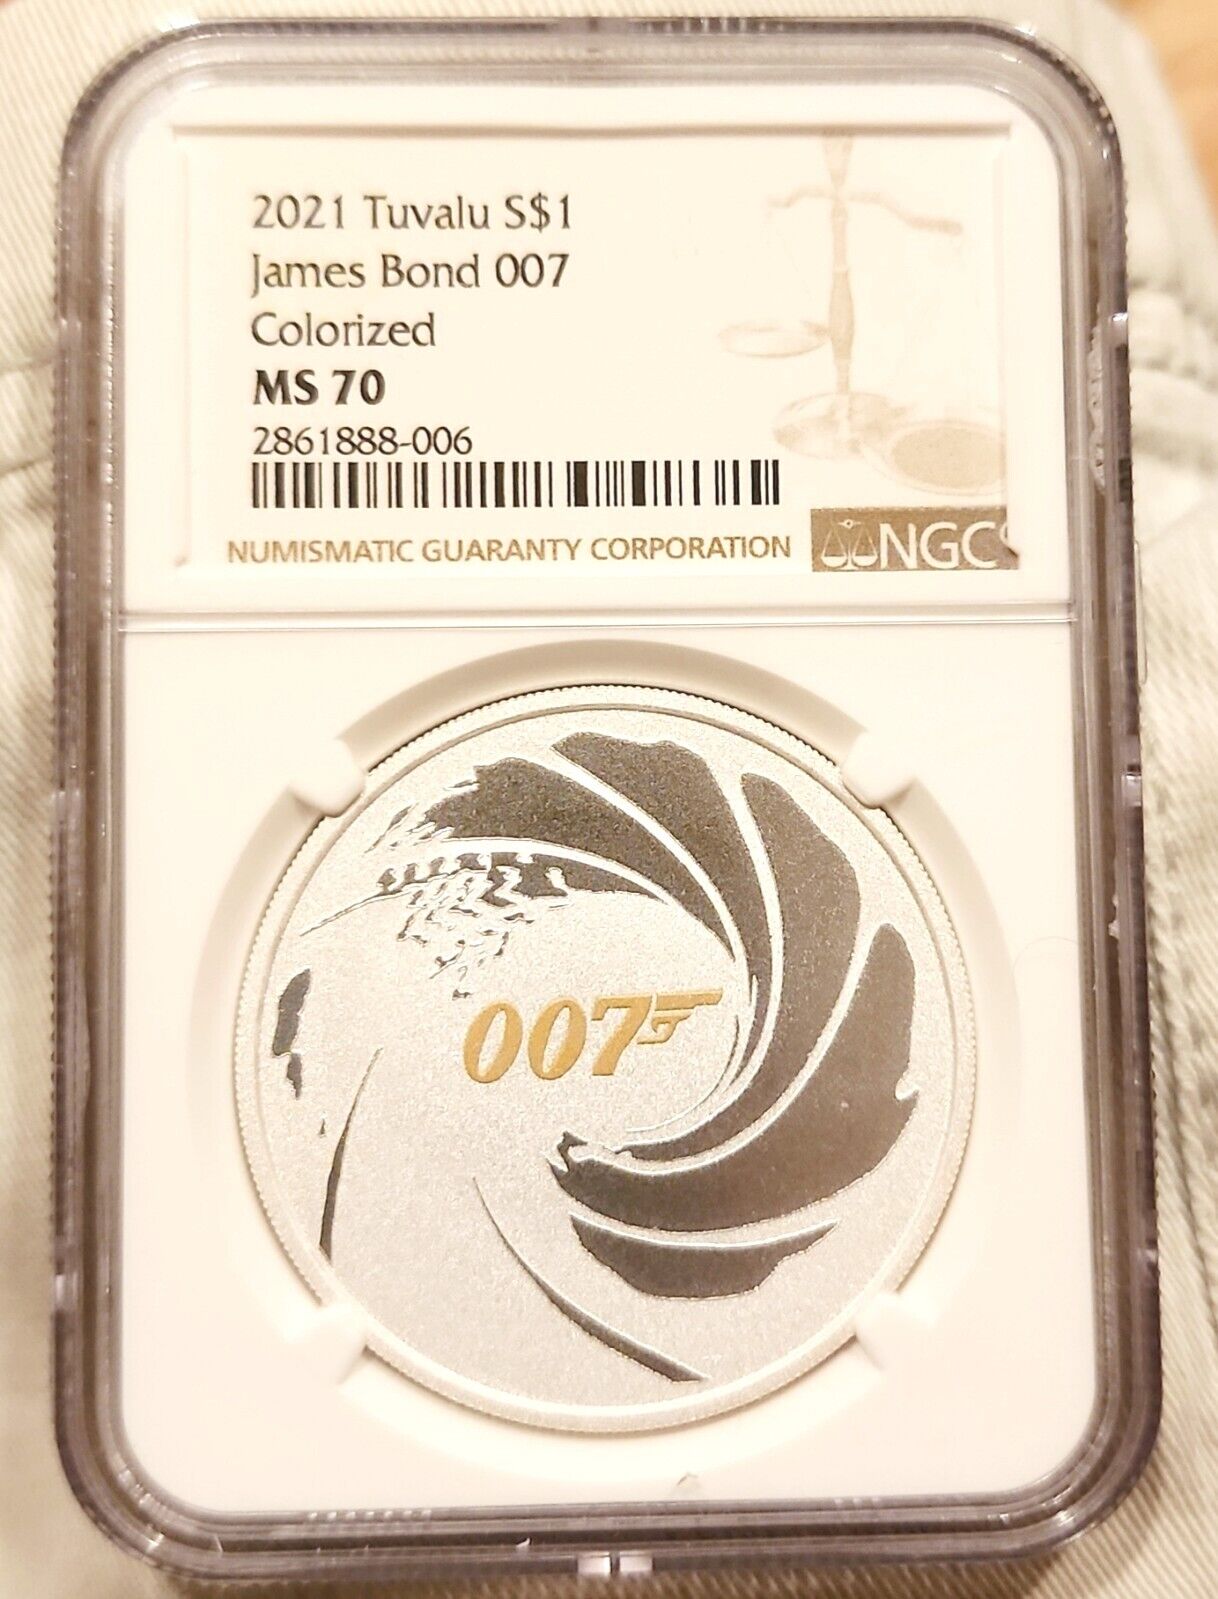 2021 Tuvalu S$1
James Bond 007
Colorized
MS 70
2861888-006
NUMISMATIC GUARANTY CORPORATION NGC
007